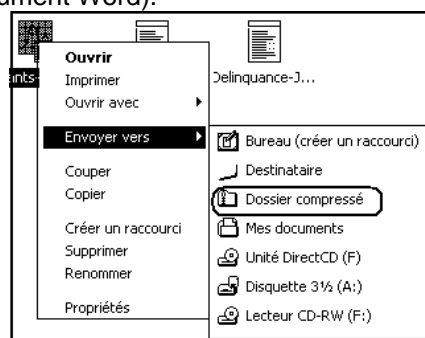 ument Word).
Ouvrir
Imprimer
Ouvrir avec
Envoyer vers
Couper
Copier
Créer un raccourci
Supprimer
Renommer
Propriétés
Delinquance-J...
Bureau (créer un raccourci)
Destinataire
Dossier compressé
Mes documents
Unité DirectCD (F)
Disquette 3½ (A:)
Lecteur CD-RW (F:)